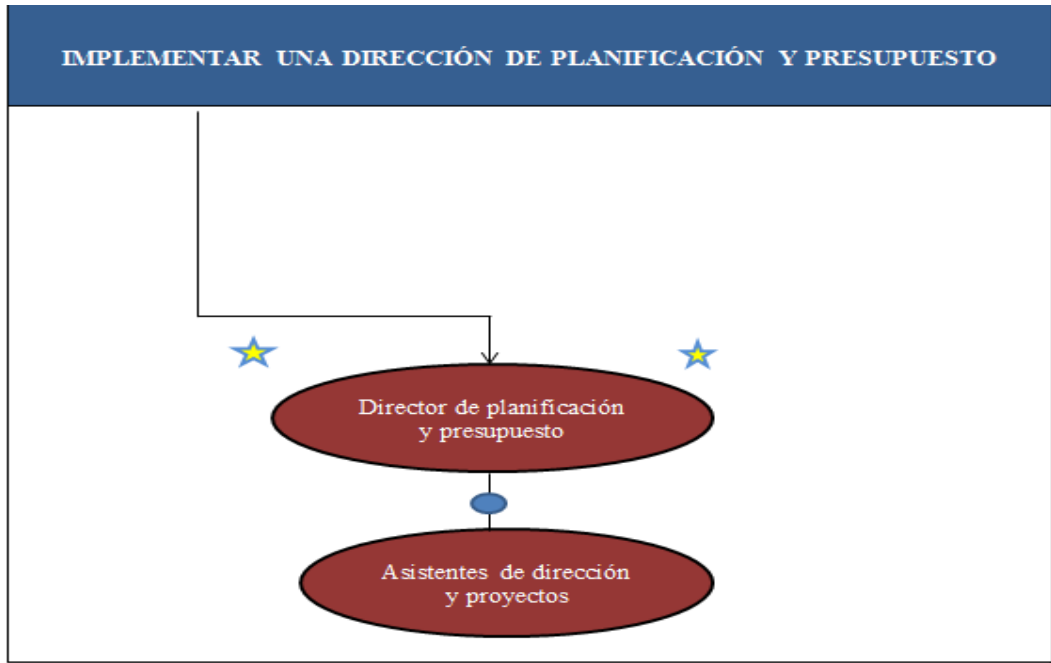 IMPLEMENTAR UNA DIRECCIÓN DE PLANIFICACIÓN Y PRESUPUESTO
Director de planificación
y presupuesto
Asistentes de dirección
y proyectos